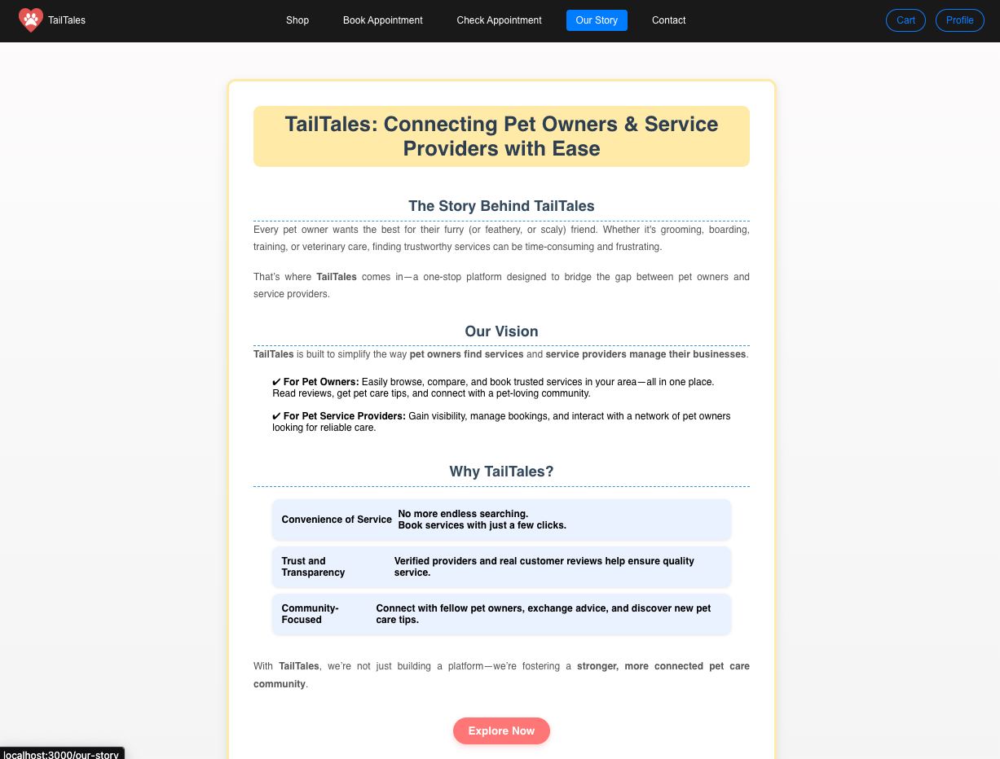 TailTales
Shop
Book Appointment
Check Appointment
Our Story
Contact
Cart
Profile
TailTales: Connecting Pet Owners & Service
Providers with Ease
The Story Behind TailTales
Every pet owner wants the best for their furry (or feathery, or scaly) friend. Whether it's grooming, boarding,
training, or veterinary care, finding trustworthy services can be time-consuming and frustrating.
That’s where TailTales comes in—a one-stop platform designed to bridge the gap between pet owners and
service providers.
Our Vision
TailTales is built to simplify the way pet owners find services and service providers manage their businesses.
✔ For Pet Owners: Easily browse, compare, and book trusted services in your area—all in one place.
Read reviews, get pet care tips, and connect with a pet-loving community.
✔ For Pet Service Providers: Gain visibility, manage bookings, and interact with a network of pet owners
looking for reliable care.
Why TailTales?
Convenience of Service
No more endless searching.
Book services with just a few clicks.
Trust and
Transparency
Verified providers and real customer reviews help ensure quality
service.
Community-
Focused
Connect with fellow pet owners, exchange advice, and discover new pet
care tips.
With TailTales, we’re not just building a platform—we’re fostering a stronger, more connected pet care
community.
Explore Now
localhost:3000/our-story